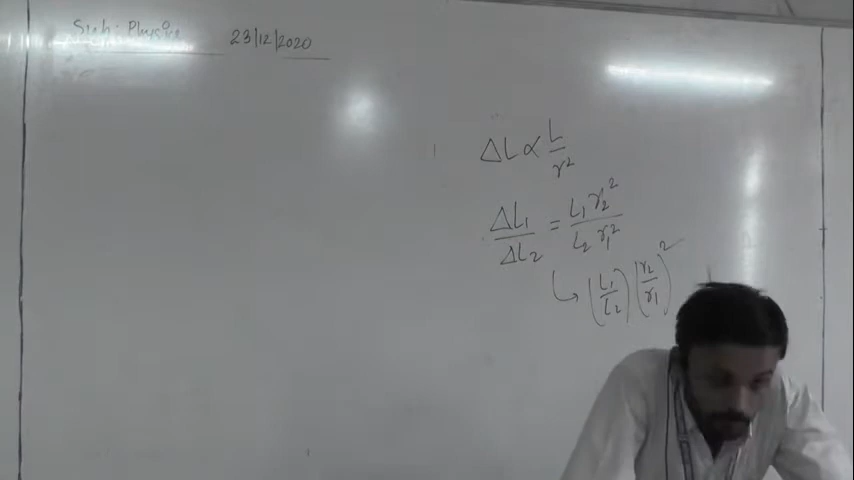 Sub: Physics
23/12/2020
ΔL ∝ L/r²
ΔL₁/ΔL₂ = L₁r₂²/L₂r₁²
↳ (L₁/L₂)(r₂/r₁)²